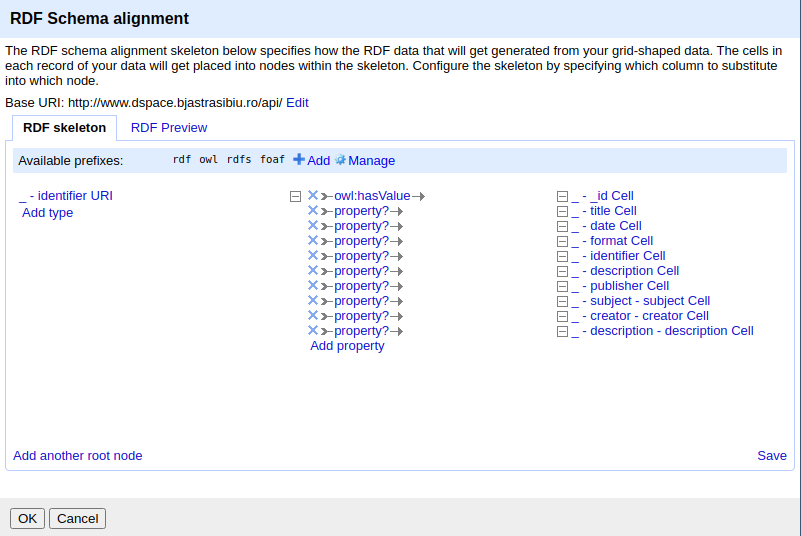 RDF Schema alignment
The RDF schema alignment skeleton below specifies how the RDF data that will get generated from your grid-shaped data. The cells in
each record of your data will get placed into nodes within the skeleton. Configure the skeleton by specifying which column to substitute
into which node.
Base URI: http://www.dspace.bjastrasibiu.ro/api/ Edit
RDF skeleton RDF Preview
Available prefixes: rdf owl rdfs foaf Add Manage
_ - identifier URI owl:hasValue _ - _id Cell
Add type property? _ - title Cell
property? _ - date Cell
property? _ - format Cell
property? _ - identifier Cell
property? _ - description Cell
property? _ - publisher Cell
property? _ - subject - subject Cell
property? _ - creator - creator Cell
property? _ - description - description Cell
Add property
Add another root node Save
OK Cancel